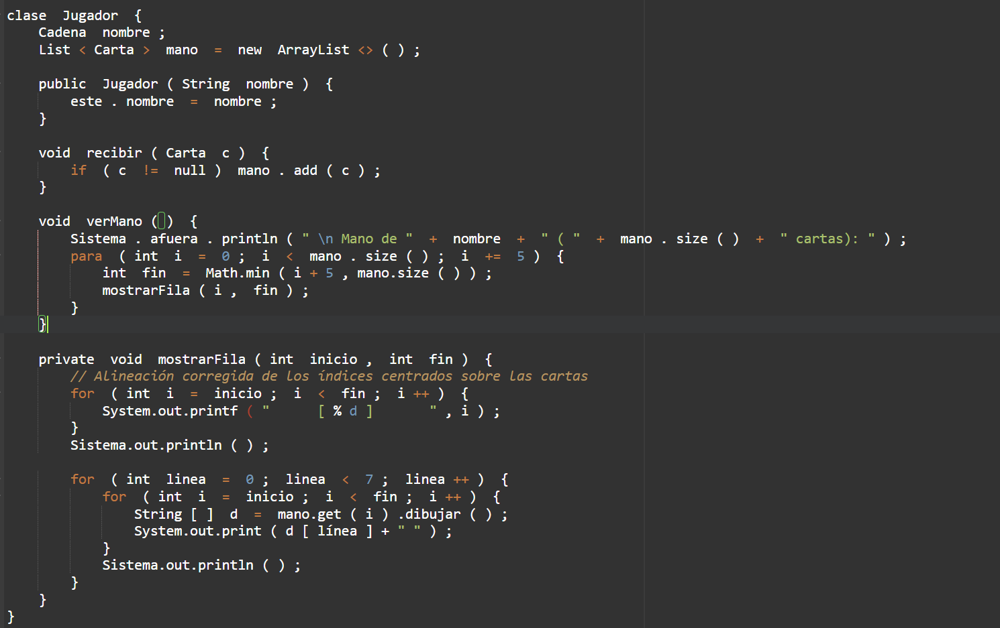 clase Jugador {
Cadena nombre ;
List < Carta > mano = new ArrayList <> ( ) ;
public Jugador ( String nombre ) {
este . nombre = nombre ;
}
void recibir ( Carta c ) {
if ( c != null ) mano . add ( c ) ;
}
void verMano () {
Sistema . afuera . println ( " \n Mano de " + nombre + " ( " + mano . size ( ) + " cartas): " ) ;
para ( int i = 0 ; i < mano . size ( ) ; i += 5 ) {
int fin = Math.min ( i + 5 , mano.size ( ) ) ;
mostrarFila ( i , fin ) ;
}
}
private void mostrarFila ( int inicio , int fin ) {
// Alineación corregida de los índices centrados sobre las cartas
for ( int i = inicio ; i < fin ; i ++ ) {
System.out.printf ( " [ % d ] " , i ) ;
}
Sistema.out.println ( ) ;
for ( int linea = 0 ; linea < 7 ; linea ++ ) {
for ( int i = inicio ; i < fin ; i ++ ) {
String [ ] d = mano.get ( i ) .dibujar ( ) ;
System.out.print ( d [ línea ] + " " ) ;
}
Sistema.out.println ( ) ;
}
}
}